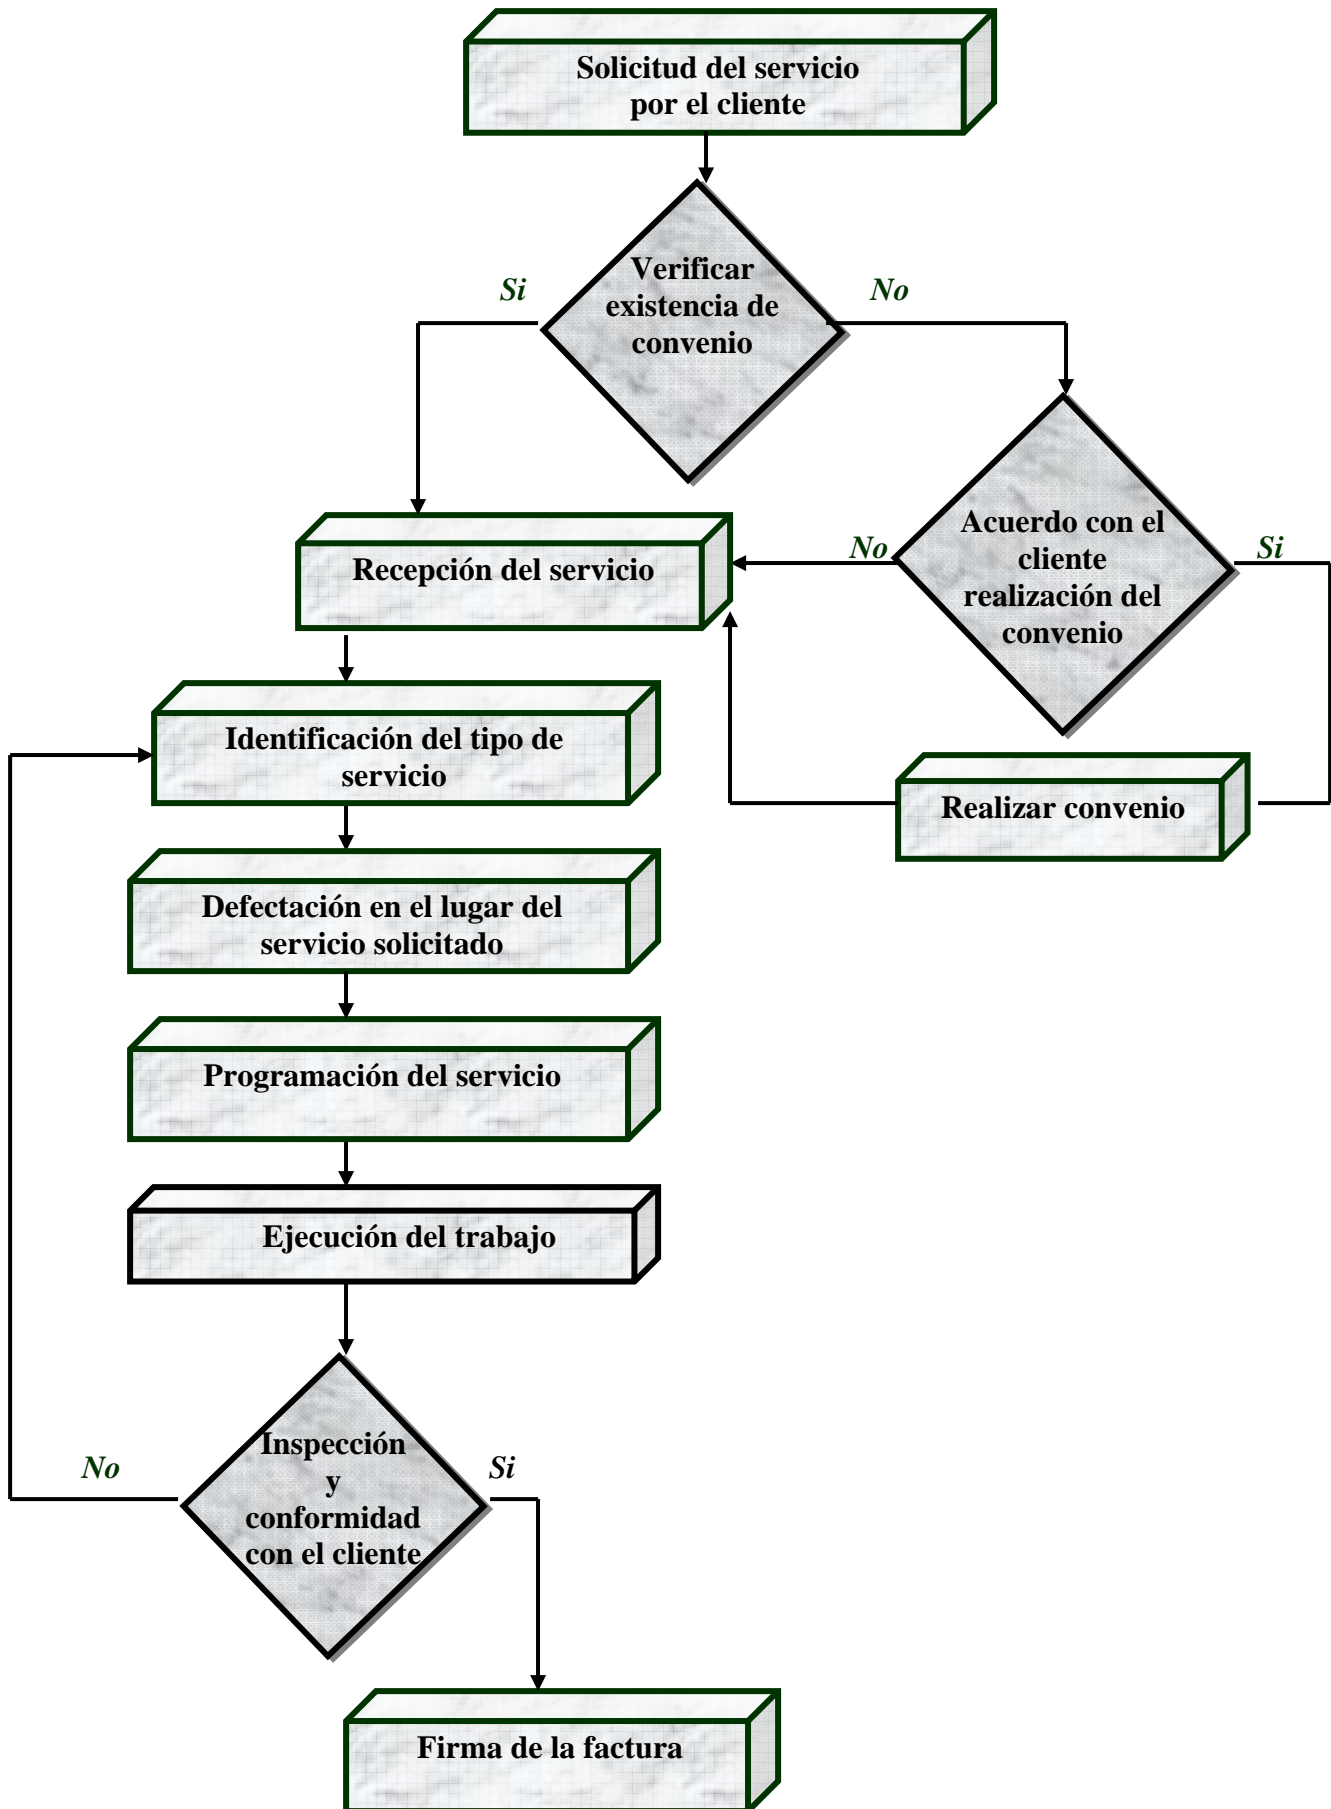 Solicitud del servicio
por el cliente
Verificar
existencia de
convenio
Si
No
Acuerdo con el
cliente
realización del
convenio
No
Si
Recepción del servicio
Identificación del tipo de
servicio
Realizar convenio
Defectación en el lugar del
servicio solicitado
Programación del servicio
Ejecución del trabajo
Inspección
y
conformidad
con el cliente
No
Si
Firma de la factura